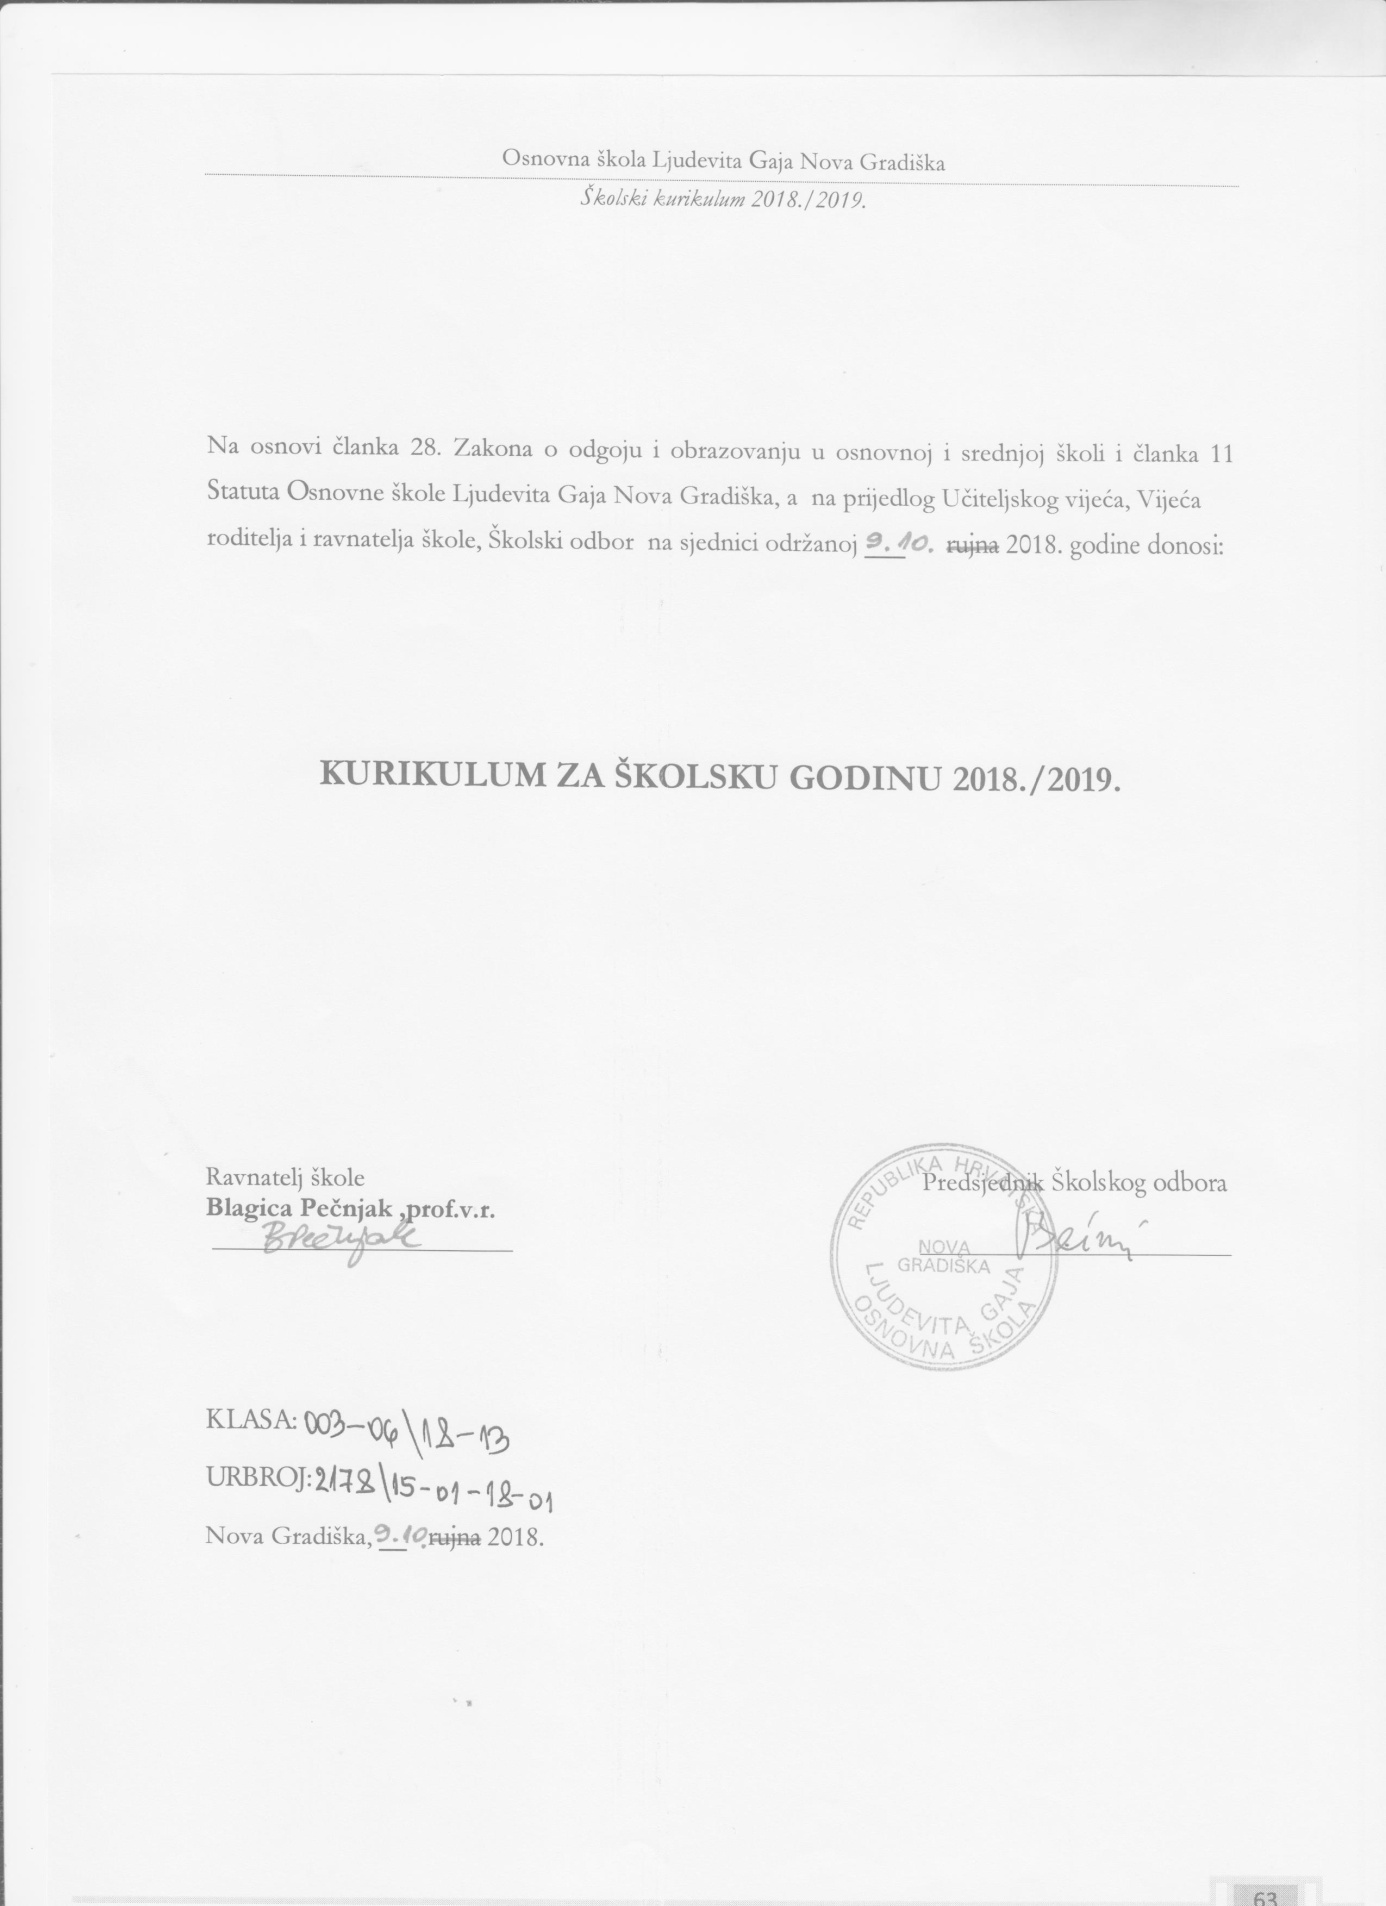 Osnovna škola Ljudevita Gaja Nova Gradiška
Školski kurikulum 2018./2019.
Na osnovi članka 28. Zakona o odgoju i obrazovanju u osnovnoj i srednjoj školi i članka 11
Statuta Osnovne škole Ljudevita Gaja Nova Gradiška, a na prijedlog Učiteljskog vijeća, Vijeća
roditelja i ravnatelja škole, Školski odbor na sjednici održanoj 9.10. rujna 2018. godine donosi:
KURIKULUM ZA ŠKOLSKU GODINU 2018./2019.
Ravnatelj škole
Blagica Pečnjak ,prof.v.r.
BPečnjak
Predsjednik Školskog odbora
REPUBLIKA HRVATSKA
NOVA
GRADIŠKA
LJUDEVITA GAJA
OSNOVNA ŠKOLA
KLASA: 003-06\18-13
URBROJ:2178\15-01-18-01
Nova Gradiška, 9.10.rujna 2018.
63